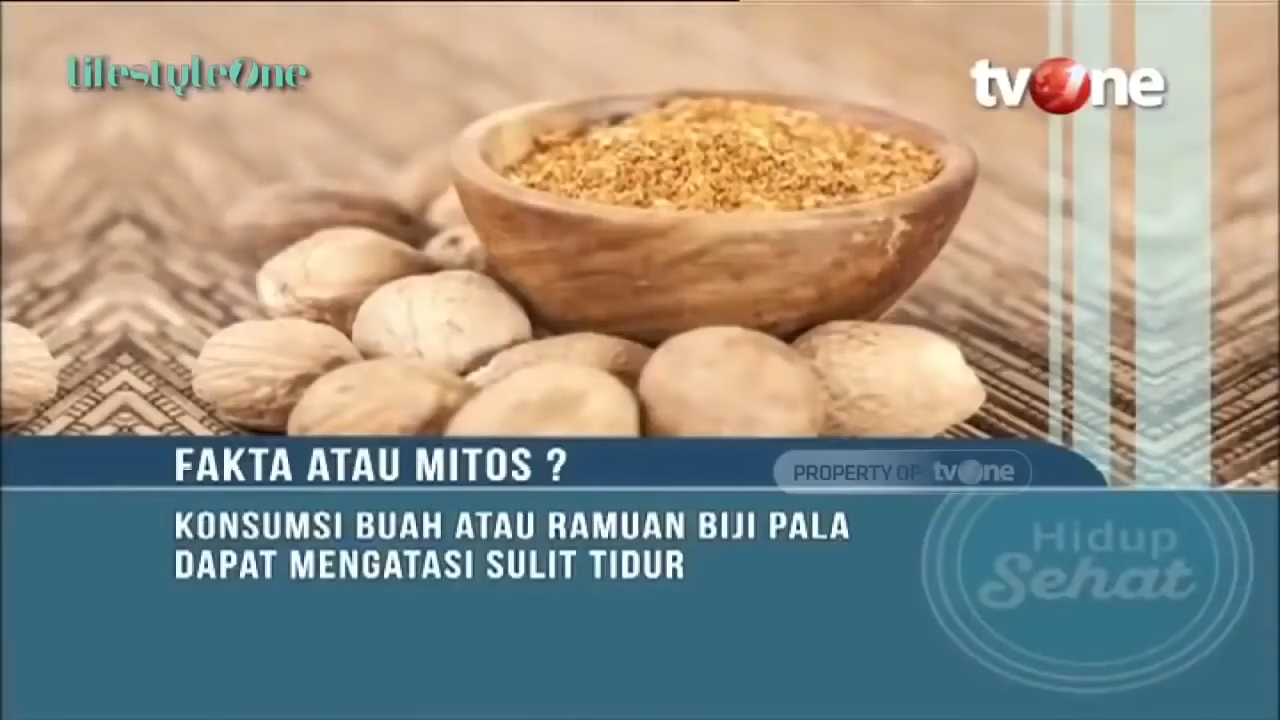 lifestyleOne
tvOne
FAKTA ATAU MITOS ?
PROPERTY OF tvOne
KONSUMSI BUAH ATAU RAMUAN BIJI PALA
DAPAT MENGATASI SULIT TIDUR
Hidup
Sehat